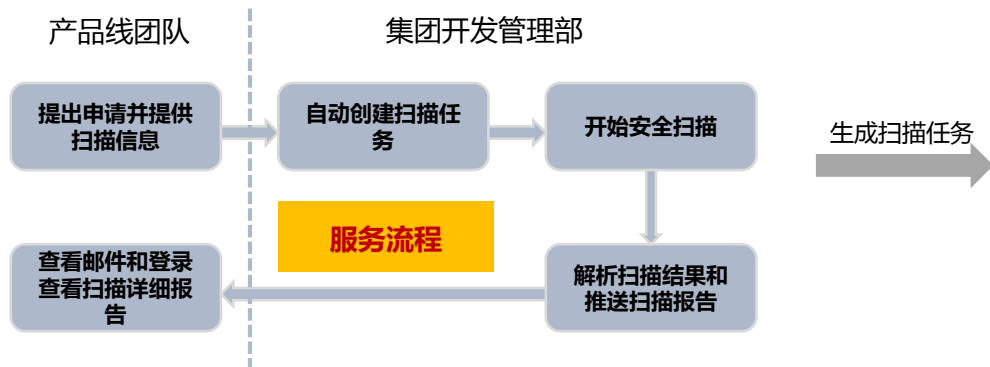 产品线团队
集团开发管理部
提出申请并提供
扫描信息
自动创建扫描任
务
开始安全扫描
生成扫描任务
服务流程
查看邮件和登录
查看扫描详细报
告
解析扫描结果和
推送扫描报告